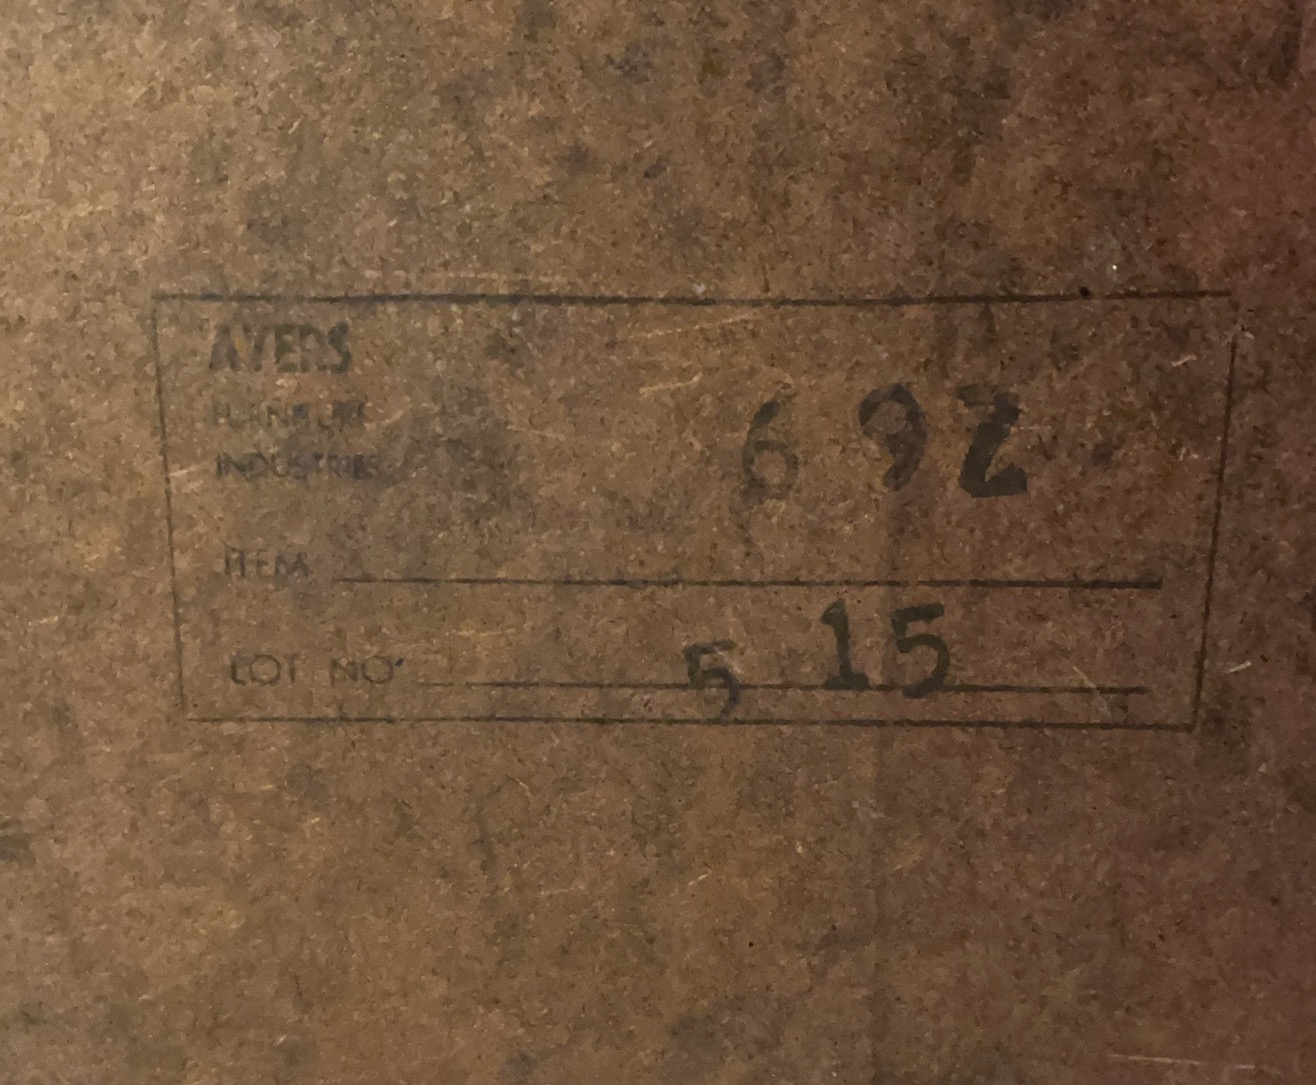 AYERS
FURNITURE
INDUSTRIES
692
ITEM
LOT NO. 5 15